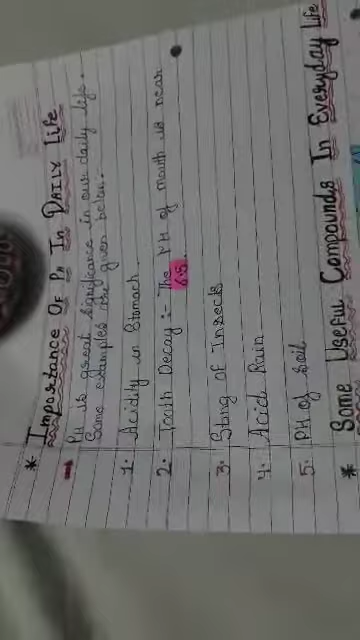 * Importance Of PH In Daily Life
PH is great significance in our daily life.
Some examples are given below:-
1. Acidity in Stomach.
2. Tooth Decay :- The PH of mouth is near
6.5.
3. Sting of Insects
4. Acid Rain
5. PH of Soil
* Some Useful Compounds In Everyday Life